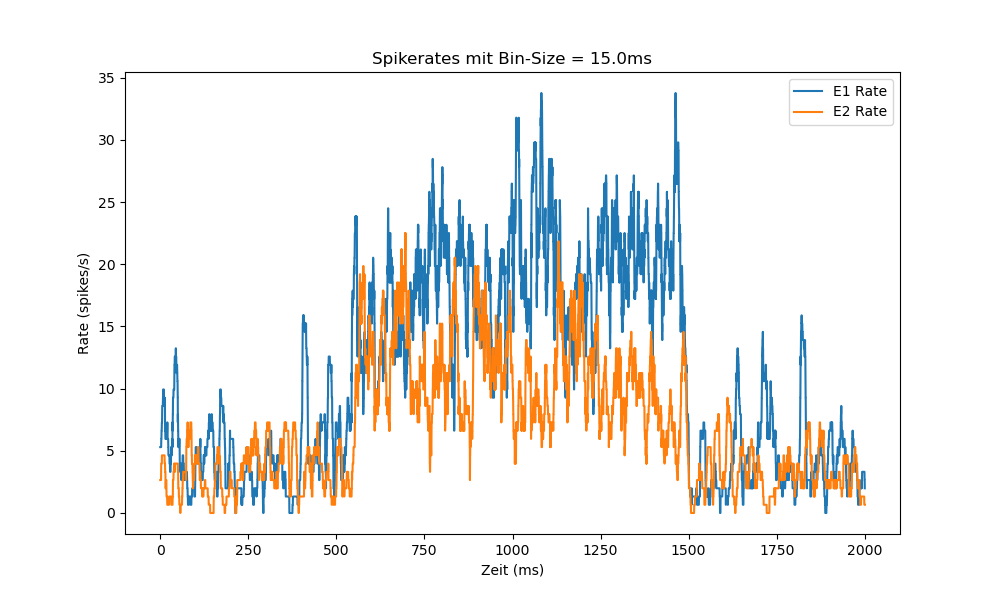 Spikerates mit Bin-Size = 15.0ms
35
30
25
20
15
10
5
0
Rate (spikes/s)
E1 Rate
E2 Rate
0 250 500 750 1000 1250 1500 1750 2000
Zeit (ms)